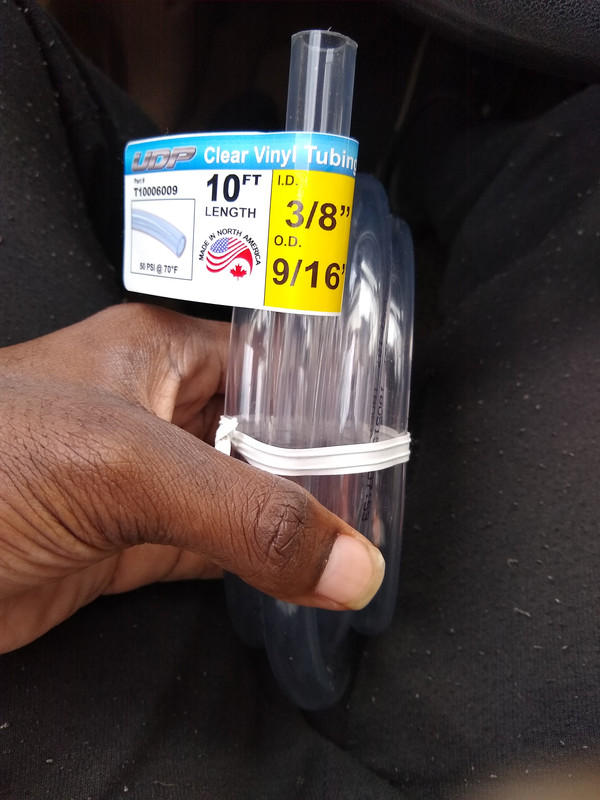 UDP Clear Vinyl Tubing
Part #
T10006009
10FT
LENGTH
I.D.
3/8"
O.D.
9/16"
MADE IN NORTH AMERICA
50 PSI @ 70°F